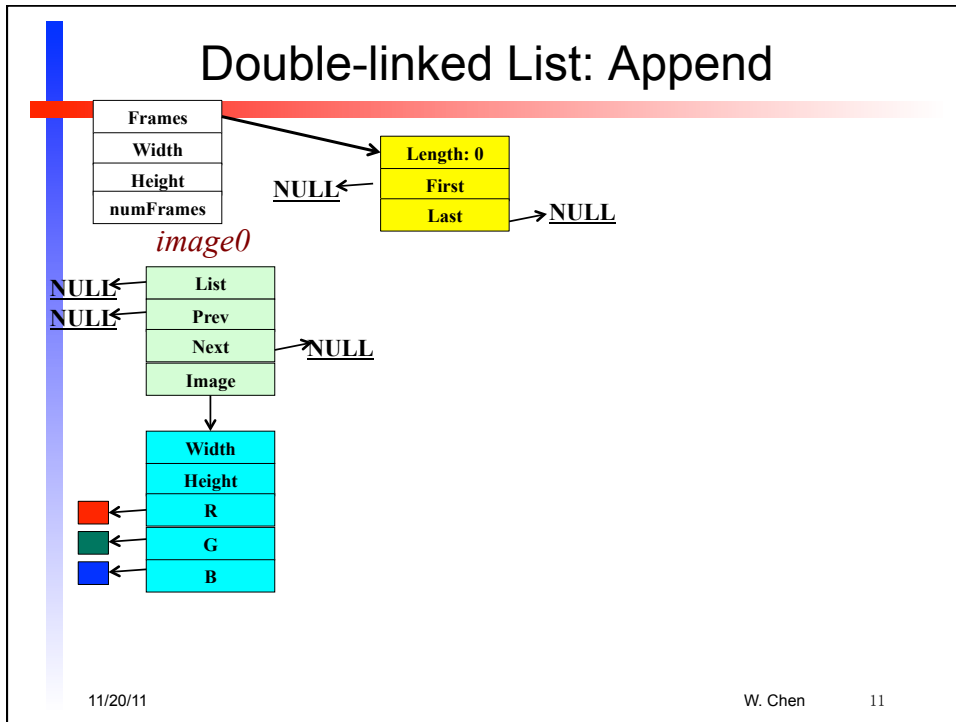 Double-linked List: Append
Frames
Width
Height
numFrames
Length: 0
First
Last
NULL
NULL
image0
List
Prev
Next
Image
NULL
NULL
NULL
Width
Height
R
G
B
11/20/11
W. Chen
11